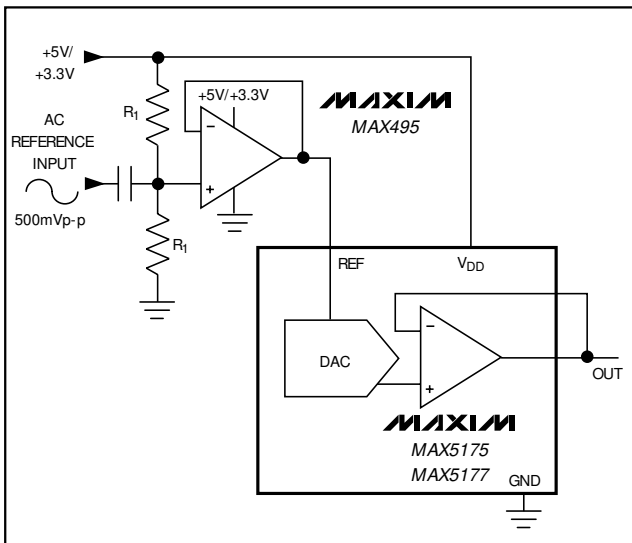 +5V/
+3.3V
AC
REFERENCE
INPUT
500mVp-p
R1
R1
+5V/+3.3V
−
+
MAXIM
MAX495
REF
VDD
DAC
−
+
OUT
MAXIM
MAX5175
MAX5177
GND